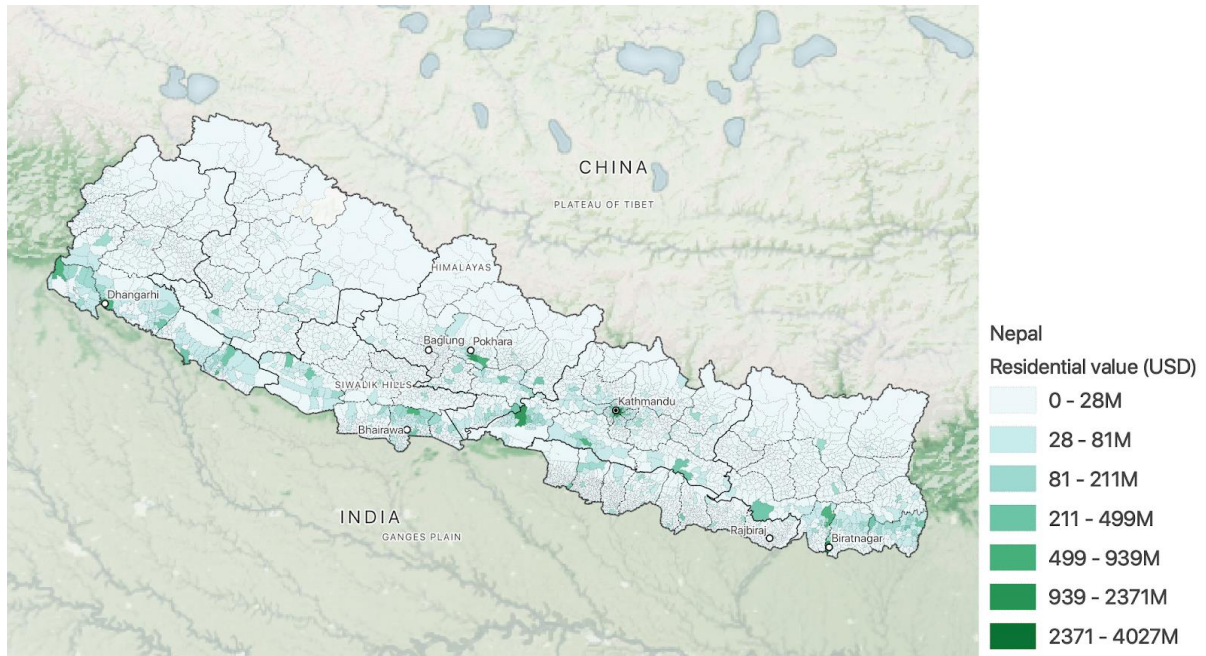 CHINA
PLATEAU OF TIBET
HIMALAYAS
Dhangarhi
Baglung
Pokhara
SIWALIK HILLS
Kathmandu
Bhairawa
INDIA
GANGES PLAIN
Rajbiraj
Biratnagar
Nepal
Residential value (USD)
0 - 28M
28 - 81M
81 - 211M
211 - 499M
499 - 939M
939 - 2371M
2371 - 4027M